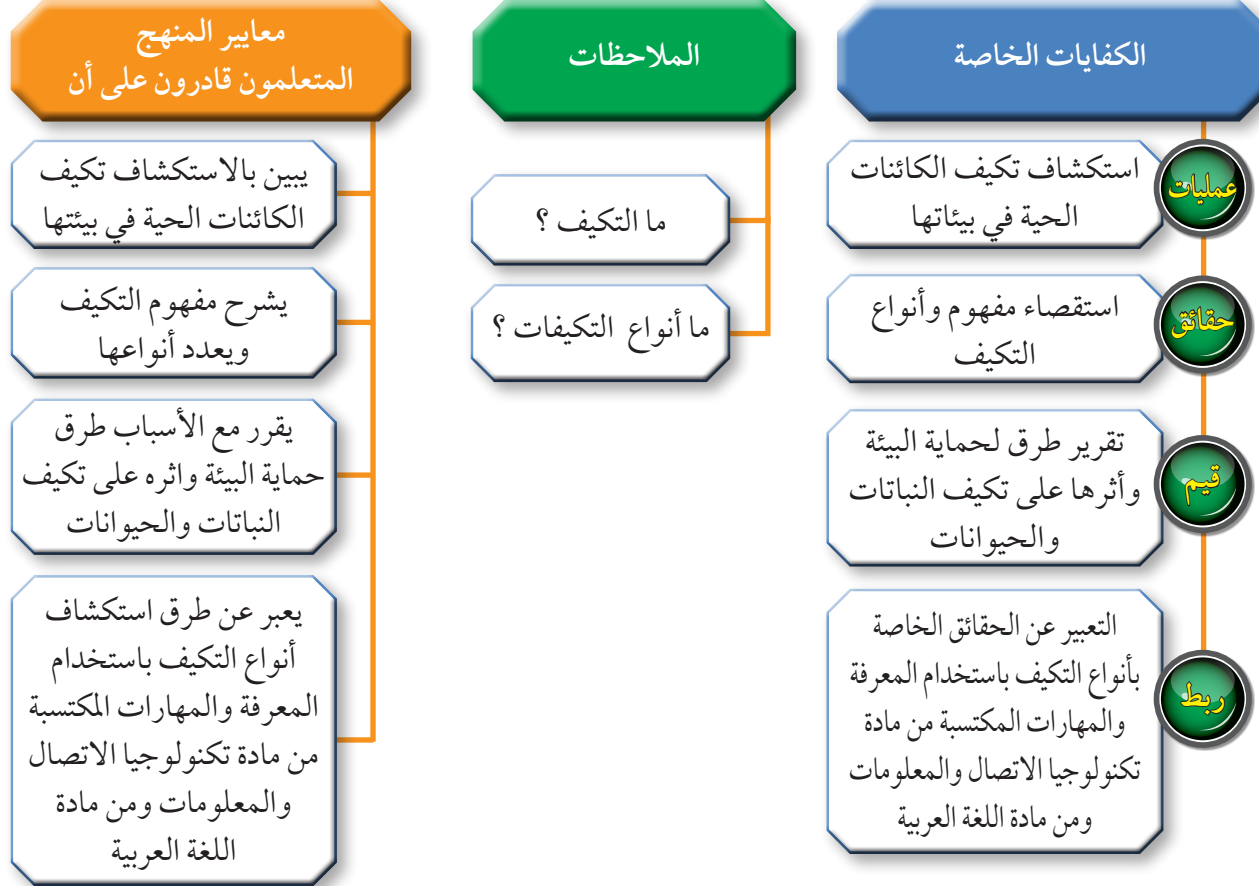 الكفايات الخاصة
عمليات
استكشاف تكيف الكائنات
الحية في بيئاتها
حقائق
استقصاء مفهوم وأنواع
التكيف
قيم
تقرير طرق لحماية البيئة
وأثرها على تكيف النباتات
والحيوانات
ربط
التعبير عن الحقائق الخاصة
بأنواع التكيف باستخدام المعرفة
والمهارات المكتسبة من مادة
تكنولوجيا الاتصال والمعلومات
ومن مادة اللغة العربية
الملاحظات
ما التكيف ؟
ما أنواع التكيفات ؟
معايير المنهج
المتعلمون قادرون على أن
يبين بالاستكشاف تكيف
الكائنات الحية في بيئتها
يشرح مفهوم التكيف
ويعدد أنواعها
يقرر مع الأسباب طرق
حماية البيئة واثره على تكيف
النباتات والحيوانات
يعبر عن طرق استكشاف
أنواع التكيف باستخدام
المعرفة والمهارات المكتسبة
من مادة تكنولوجيا الاتصال
والمعلومات ومن مادة
اللغة العربية